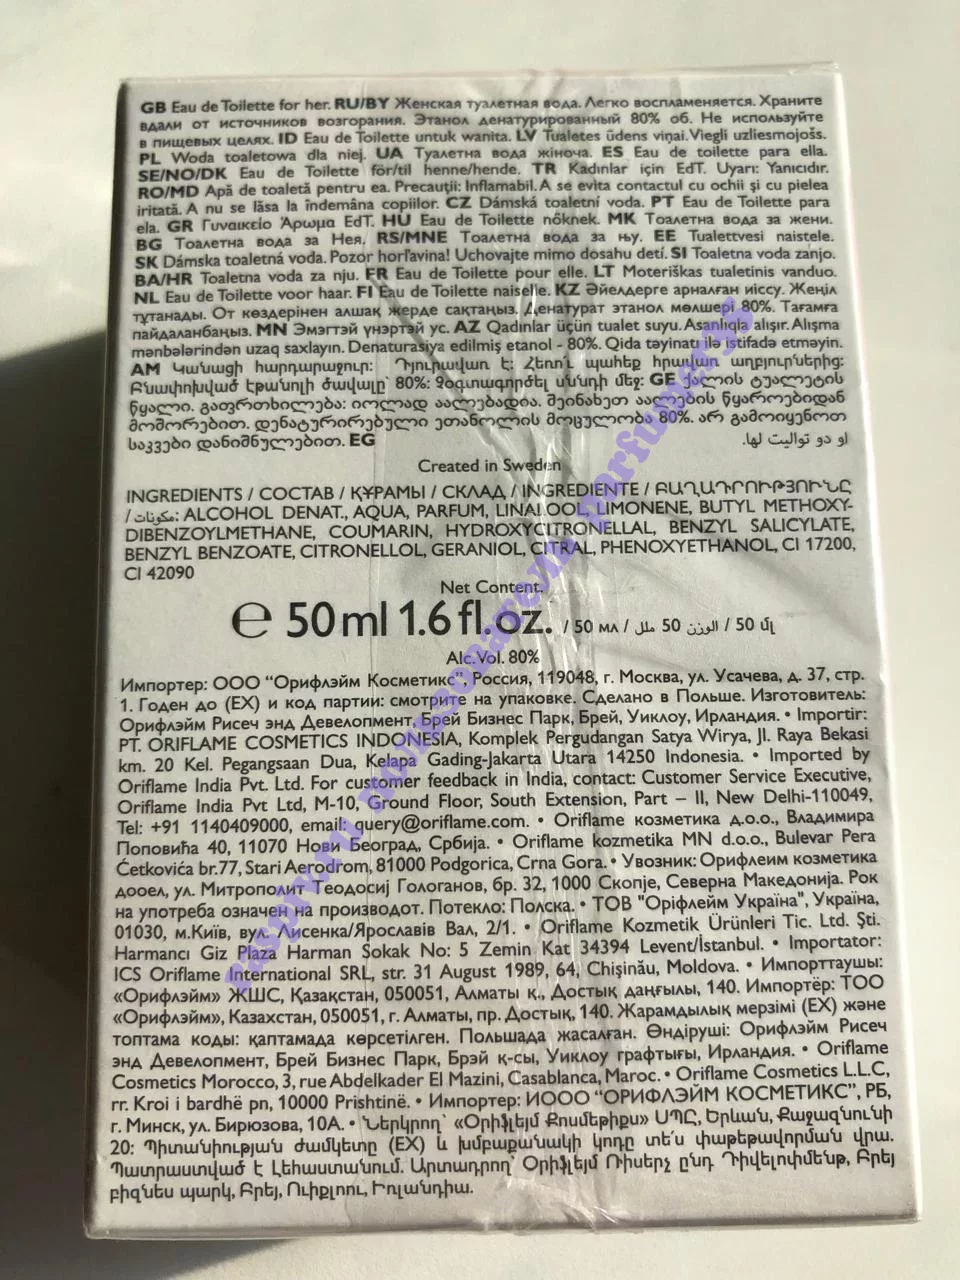 GB Eau de Toilette for her. RU/BY Женская туалетная вода. Легко воспламеняется. Храните
вдали от источников возгорания. Этанол денатурированный 80% об. Не используйте
в пищевых целях. ID Eau de Toilette untuk wanita. LV Tualetes ūdens viņai. Viegli uzliesmojošs.
PL Woda toaletowa dla niej. UA Туалетна вода жіноча. ES Eau de toilette para ella.
SE/NO/DK Eau de Toilette för/til henne/hende. TR Kadınlar için EdT. Uyarı: Yanıcıdır.
RO/MD Apă de toaletă pentru ea. Precauţii: Inflamabil. A se evita contactul cu ochii şi cu pielea
iritată. A nu se lăsa la îndemâna copiilor. CZ Dámská toaletní voda. PT Eau de Toilette para
ela. GR Γυναικείο Άρωμα EdT. HU Eau de Toilette nőknek. MK Тоалетна вода за жени.
BG Тоалетна вода за Нея. RS/MNE Тоалетна вода за њу. EE Tualettvesi naistele.
SK Dámska toaletná voda. Pozor horľavina! Uchovajte mimo dosahu detí. SI Toaletna voda zanjo.
BA/HR Toaletna voda za nju. FR Eau de Toilette pour elle. LT Moteriškas tualetinis vanduo.
NL Eau de Toilette voor haar. FI Eau de Toilette naiselle. KZ Әйелдерге арналған иіссу. Жеңіл
тұтанады. От көздерінен алшақ жерде сақтаңыз. Денатурат этанол мөлшері 80%. Тағамға
пайдаланбаңыз. MN Эмэгтэй үнэртэй ус. AZ Qadınlar üçün tualet suyu. Asanlıqla alışır. Alışma
mənbələrindən uzaq saxlayın. Denaturasiya edilmiş etanol - 80%. Qida təyinatı ilə istifadə etməyin.
AM Կանացի հարդարաջուր: Դյուրավառ է: Հեռու պահեք հրավառ աղբյուրներից:
Բնափոխված էթանոլի ծավալը՝ 80%: Չօգտագործել սննդի մեջ: GE ქალის ტუალეტის
წყალი. გაფრთხილება: იოლად აალებადია. შეინახეთ აალების წყაროებიდან
მოშორებით. დენატურირებული ეთანოლის მოცულობა 80%. არ გამოიყენოთ
საკვები დანიშნულებით. EG او دو تواليت لها.
Created in Sweden
INGREDIENTS / СОСТАВ / ҚҰРАМЫ / СКЛАД / INGREDIENTE / ԲԱՂԱԴՐՈՒԹՅՈՒՆԸ
/ مكونات: ALCOHOL DENAT., AQUA, PARFUM, LINALOOL, LIMONENE, BUTYL METHOXY-
DIBENZOYLMETHANE, COUMARIN, HYDROXYCITRONELLAL, BENZYL SALICYLATE,
BENZYL BENZOATE, CITRONELLOL, GERANIOL, CITRAL, PHENOXYETHANOL, CI 17200,
CI 42090
Net Content.
℮ 50 ml 1.6 fl. oz. / 50 мл / الوزن 50 ملل / 50 մլ
Alc. Vol. 80%
Импортер: ООО “Орифлэйм Косметикс”, Россия, 119048, г. Москва, ул. Усачева, д. 37, стр.
1. Годен до (EX) и код партии: смотрите на упаковке. Сделано в Польше. Изготовитель:
Орифлэйм Рисеч энд Девелопмент, Брей Бизнес Парк, Брей, Уиклоу, Ирландия. • Importir:
PT. ORIFLAME COSMETICS INDONESIA, Komplek Pergudangan Satya Wirya, Jl. Raya Bekasi
km. 20 Kel. Pegangsaan Dua, Kelapa Gading-Jakarta Utara 14250 Indonesia. • Imported by
Oriflame India Pvt. Ltd. For customer feedback in India, contact: Customer Service Executive,
Oriflame India Pvt Ltd, M-10, Ground Floor, South Extension, Part – II, New Delhi-110049,
Tel: +91 1140409000, email: query@oriflame.com. • Oriflame козметика д.о.о., Владимира
Поповића 40, 11070 Нови Београд, Србија. • Oriflame kozmetika MN d.o.o., Bulevar Pera
Ćetkovića br.77, Stari Aerodrom, 81000 Podgorica, Crna Gora. • Увозник: Орифлеим козметика
дооел, ул. Митрополит Теодосиј Гологанов, бр. 32, 1000 Скопје, Северна Македонија. Рок
на употреба означен на производот. Потекло: Полска. • ТОВ "Оріфлейм Україна", Україна,
01030, м.Київ, вул. Лисенка/Ярославів Вал, 2/1. • Oriflame Kozmetik Ürünleri Tic. Ltd. Şti.
Harmancı Giz Plaza Harman Sokak No: 5 Zemin Kat 34394 Levent/İstanbul. • Importator:
ICS Oriflame International SRL, str. 31 August 1989, 64, Chişinău, Moldova. • Импорттаушы:
«Орифлэйм» ЖШС, Қазақстан, 050051, Алматы қ., Достық даңғылы, 140. Импортёр: ТОО
«Орифлэйм», Казахстан, 050051, г. Алматы, пр. Достық, 140. Жарамдылық мерзімі (EX) және
топтама коды: қаптамада көрсетілген. Польшада жасалған. Өндіруші: Орифлэйм Рисеч
энд Девелопмент, Брей Бизнес Парк, Брэй қ-сы, Уиклоу графтығы, Ирландия. • Oriflame
Cosmetics Morocco, 3, rue Abdelkader El Mazini, Casablanca, Maroc. • Oriflame Cosmetics L.L.C,
rr. Kroi i bardhë pn, 10000 Prishtinë. • Импортер: ИООО “ОРИФЛЭЙМ КОСМЕТИКС”, РБ,
г. Минск, ул. Бирюзова, 10А. • Ներկրող՝ «Օրիֆլեյմ Քոսմեթիքս» ՍՊԸ, Երևան, Քաջազնունի
20: Պիտանիության ժամկետը (EX) և խմբաքանակի կոդը տե՛ս փաթեթավորման վրա.
Պատրաստված է Լեհաստանում. Արտադրող՝ Օրիֆլեյմ Ռիսերչ ընդ Դիվելոփմենթ, Բրեյ
բիզնես պարկ, Բրեյ, Ուիքլոու, Իռլանդիա.